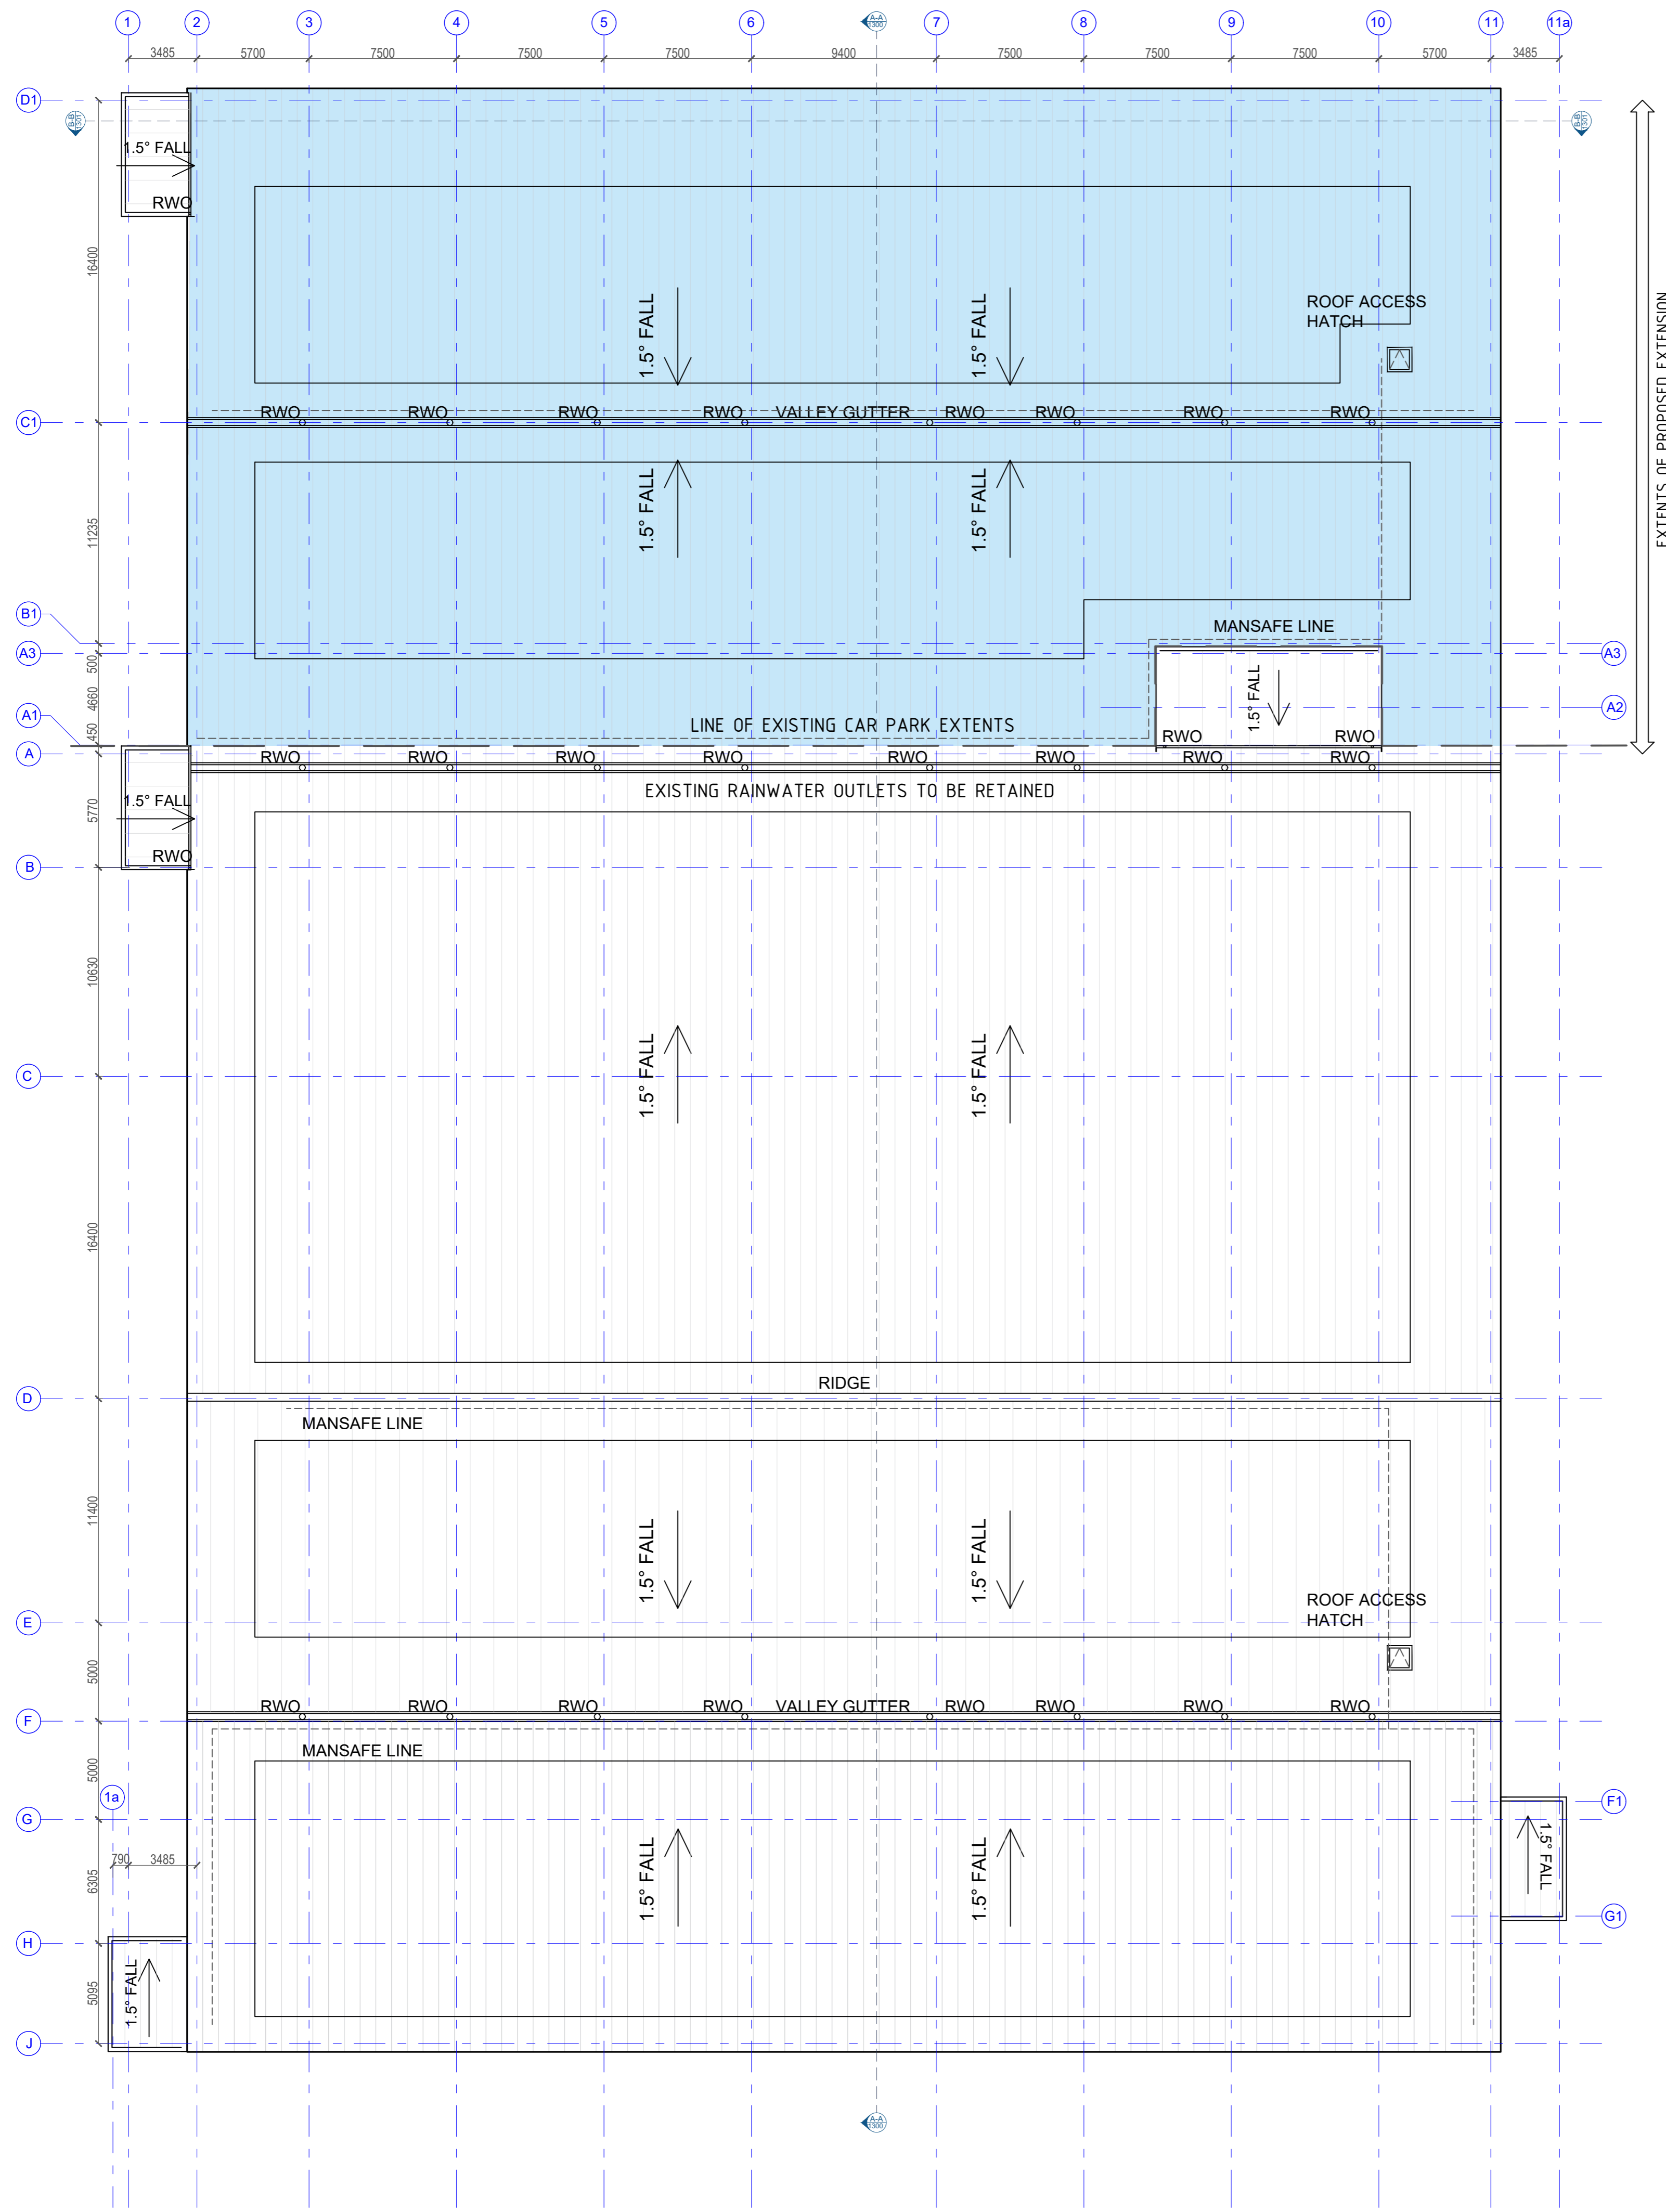 1 2 3 4 5 6 A-A 1300 7 8 9 10 11 11a
3485 5700 7500 7500 7500 9400 7500 7500 7500 5700 3485
D1
B-B 1301 B-B 1301
1.5° FALL
RWO
16400
EXTENTS OF PROPOSED EXTENSION
1.5° FALL 1.5° FALL
ROOF ACCESS
HATCH
RWO RWO RWO RWO VALLEY GUTTER RWO RWO RWO RWO
C1
1.5° FALL 1.5° FALL
11235
B1
MANSAFE LINE
A3 A3
500
4660
1.5° FALL
A1 A2
LINE OF EXISTING CAR PARK EXTENTS
450
RWO RWO
A
RWO RWO RWO RWO RWO RWO RWO RWO
EXISTING RAINWATER OUTLETS TO BE RETAINED
1.5° FALL
5770
RWO
B
10630
1.5° FALL 1.5° FALL
C
16400
RIDGE
D
MANSAFE LINE
11400
1.5° FALL 1.5° FALL
ROOF ACCESS
HATCH
E
5000
RWO RWO RWO RWO VALLEY GUTTER RWO RWO RWO RWO
F
MANSAFE LINE
5000
1a F1
G
1.5° FALL
790 3485
6305
1.5° FALL 1.5° FALL
G1
H
1.5° FALL
5095
J
A-A 1300